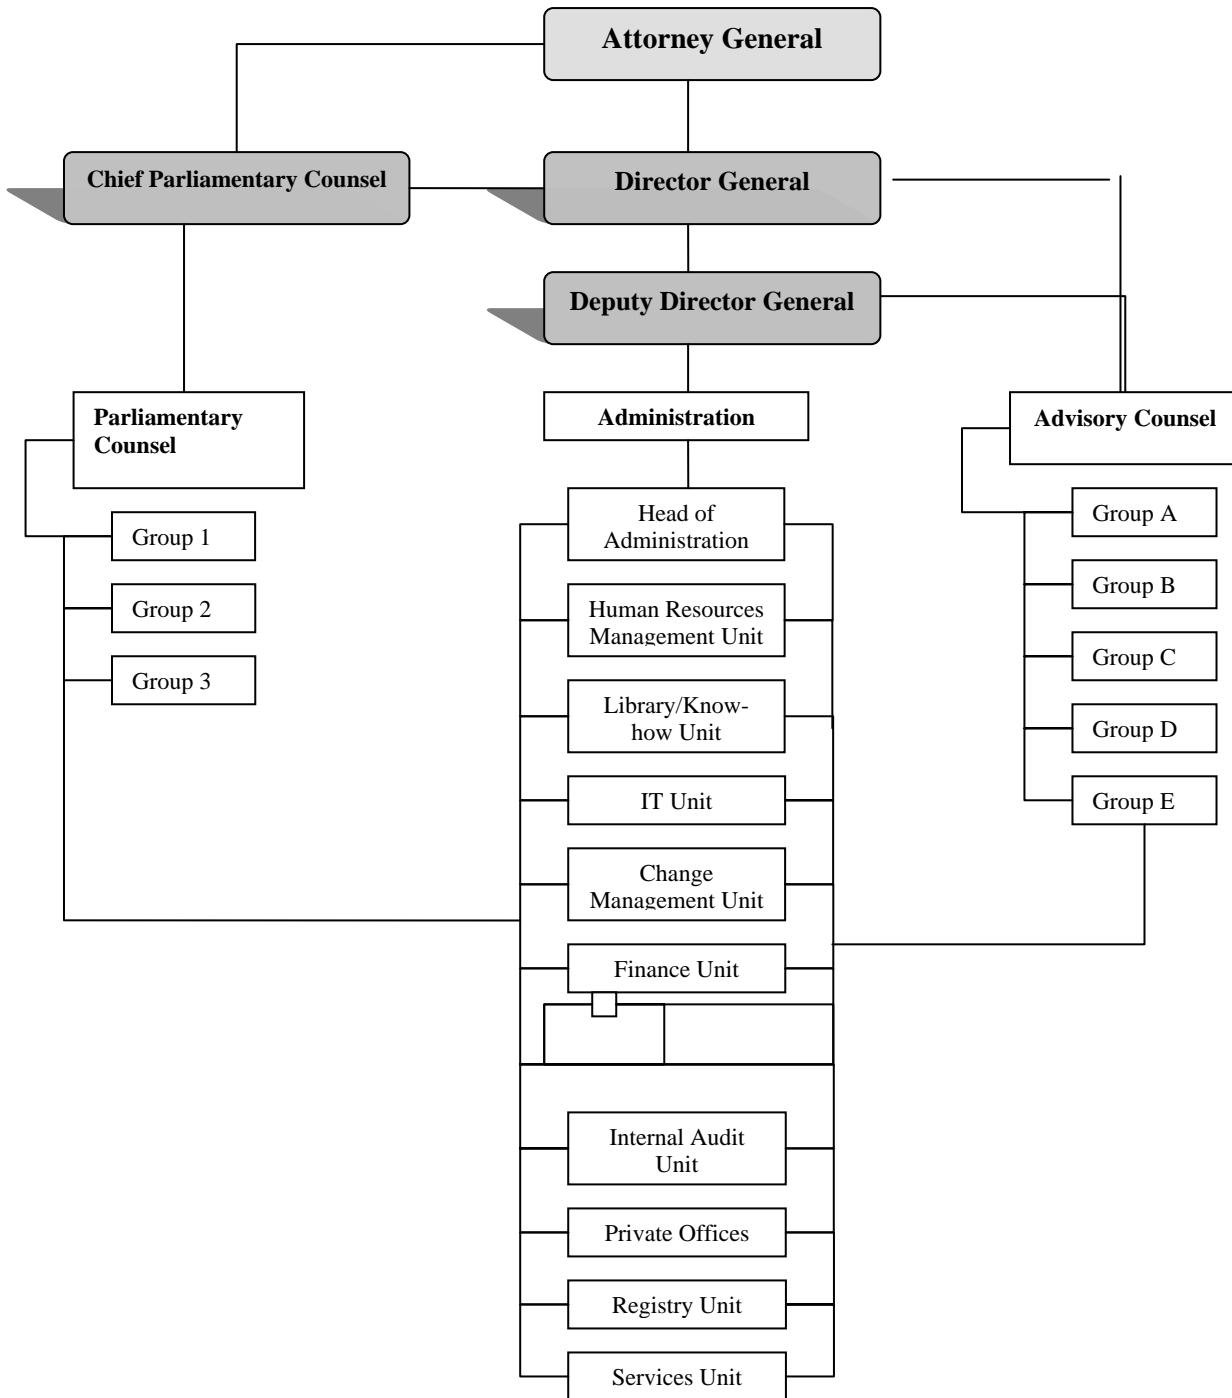 Attorney General
Chief Parliamentary Counsel
Director General
Deputy Director General
Parliamentary
Counsel
Administration
Advisory Counsel
Group 1
Group 2
Group 3
Head of
Administration
Human Resources
Management Unit
Library/Know-
how Unit
IT Unit
Change
Management Unit
Finance Unit
Internal Audit
Unit
Private Offices
Registry Unit
Services Unit
Group A
Group B
Group C
Group D
Group E